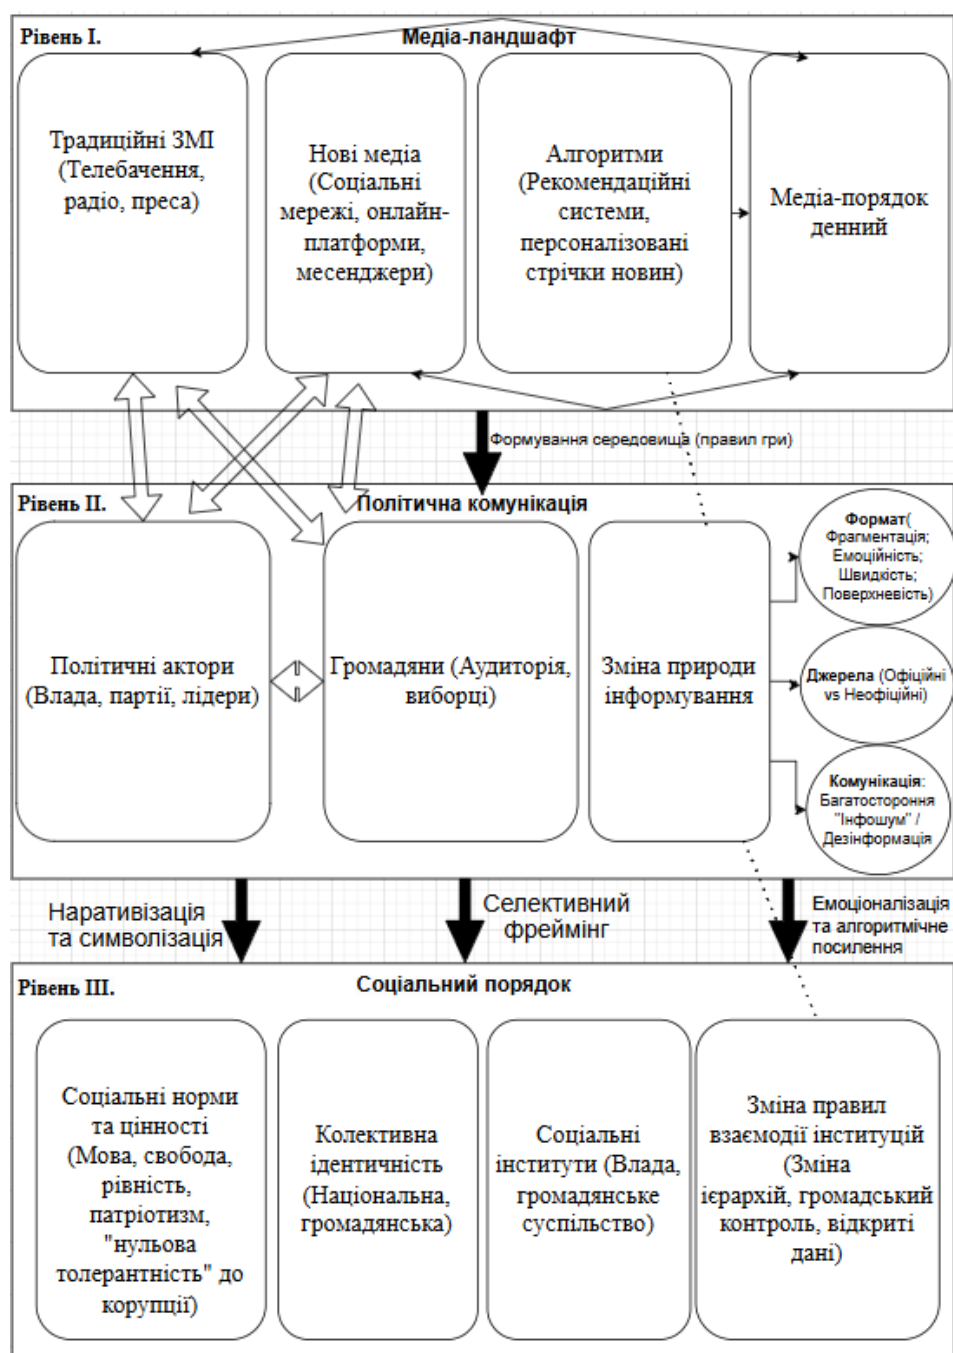 Рівень I.
Медіа-ландшафт
Традиційні ЗМІ
(Телебачення,
радіо, преса)
Нові медіа
(Соціальні
мережі, онлайн-
платформи,
месенджери)
Алгоритми
(Рекомендаційні
системи,
персоналізовані
стрічки новин)
Медіа-порядок
денний
Формування середовища (правил гри)
Рівень II.
Політична комунікація
Політичні актори
(Влада, партії, лідери)
Громадяни (Аудиторія,
виборці)
Зміна природи
інформування
Формат(
Фрагментація;
Емоційність;
Швидкість;
Поверхневість)
Джерела (Офіційні
vs Неофіційні)
Комунікація:
Багатостороння
"Інфошум" /
Дезінформація
Наративізація
та символізація
Селективний
фреймінг
Емоціоналізація
та алгоритмічне
посилення
Рівень III.
Соціальний порядок
Соціальні норми
та цінності
(Мова, свобода,
рівність,
патріотизм,
"нульова
толерантність" до
корупції)
Колективна
ідентичність
(Національна,
громадянська)
Соціальні
інститути (Влада,
громадянське
суспільство)
Зміна правил
взаємодії інституцій
(Зміна
ієрархій, громадський
контроль, відкриті
дані)